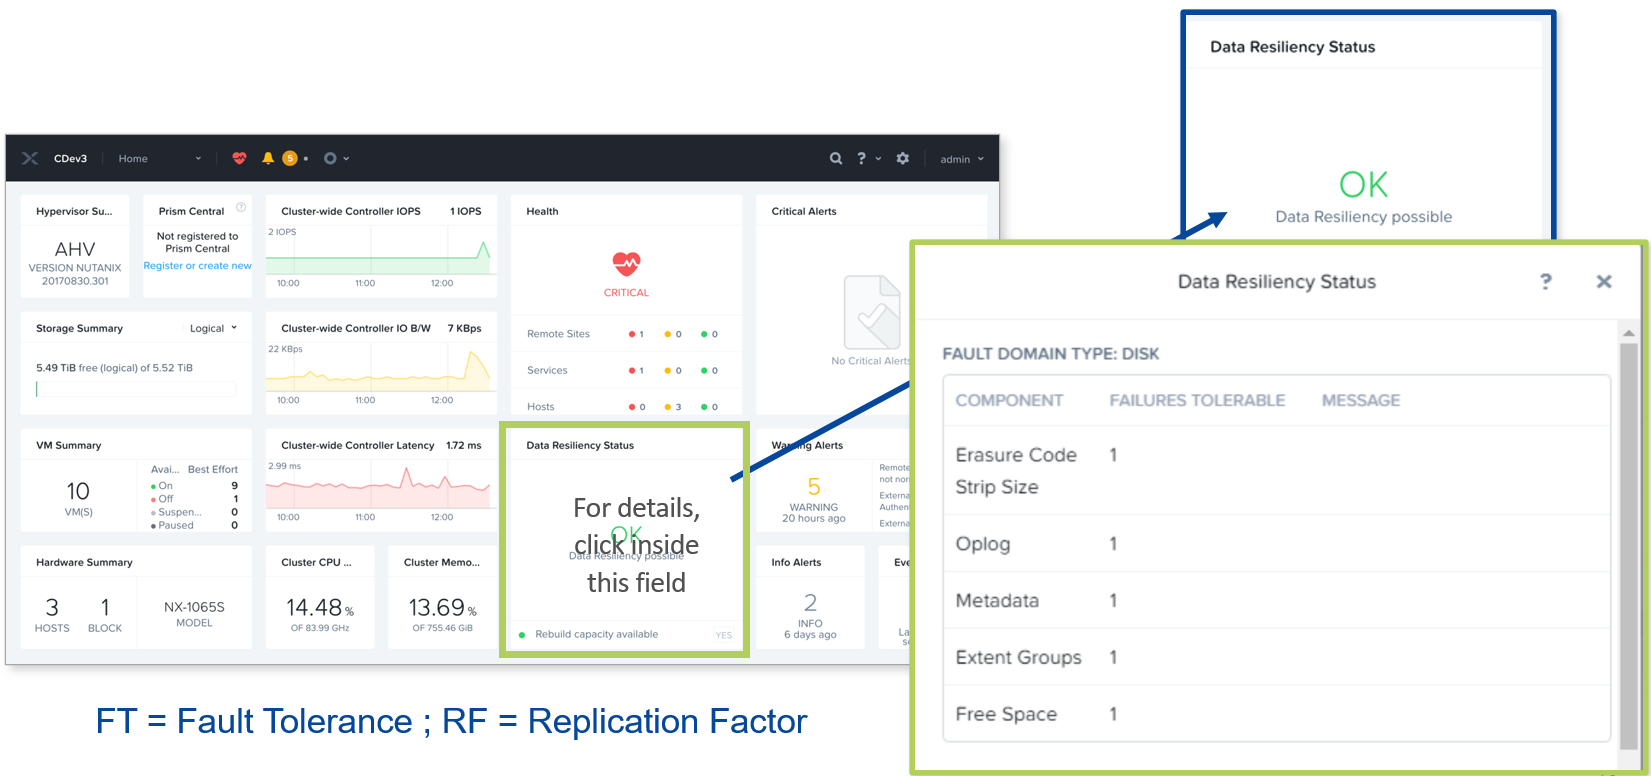 Data Resiliency Status
OK
Data Resiliency possible
CDev3 Home 5 ? admin
Hypervisor Su...
AHV
VERSION NUTANIX
20170830.301
Prism Central ?
Not registered to
Prism Central
Register or create new
Cluster-wide Controller IOPS 1 IOPS
2 IOPS
10:00 11:00 12:00
Health
CRITICAL
Remote Sites 1 0 0
Services 1 0 0
Hosts 0 3 0
Critical Alerts
No Critical Alerts
Storage Summary Logical
5.49 TiB free (logical) of 5.52 TiB
Cluster-wide Controller IO B/W 7 KBps
22 KBps
10:00 11:00 12:00
VM Summary
10
VM(S)
Avai... Best Effort
On 9
Off 1
Suspen... 0
Paused 0
Cluster-wide Controller Latency 1.72 ms
2.99 ms
10:00 11:00 12:00
Data Resiliency Status
OK
Data Resiliency possible
For details,
click inside
this field
Rebuild capacity available YES
Warning Alerts
5
WARNING
20 hours ago
Remote
not nor
Externa
Authen
Externa
Hardware Summary
3
HOSTS
1
BLOCK
NX-1065S
MODEL
Cluster CPU ...
14.48 %
OF 83.99 GHz
Cluster Memo...
13.69 %
OF 755.46 GiB
Info Alerts
2
INFO
6 days ago
Eve
La
Data Resiliency Status ?
FAULT DOMAIN TYPE: DISK
COMPONENT FAILURES TOLERABLE MESSAGE
Erasure Code 1
Strip Size
Oplog 1
Metadata 1
Extent Groups 1
Free Space 1
FT = Fault Tolerance ; RF = Replication Factor